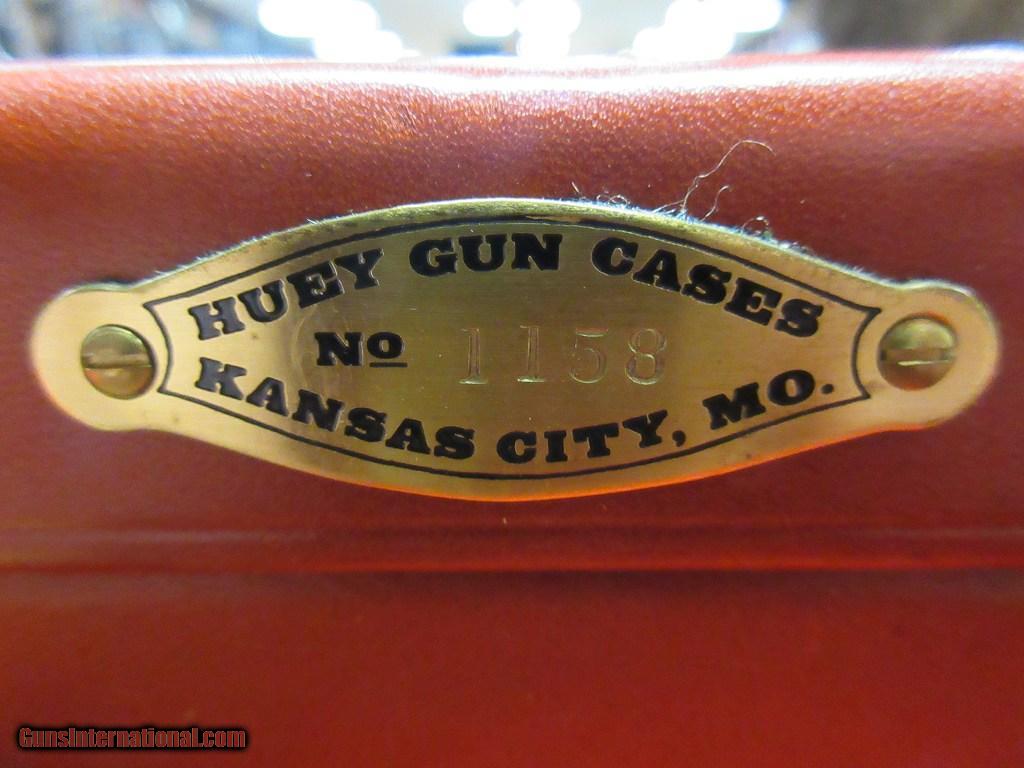 HUEY GUN CASES
No 1158
KANSAS CITY, MO.
GunsInternational.com